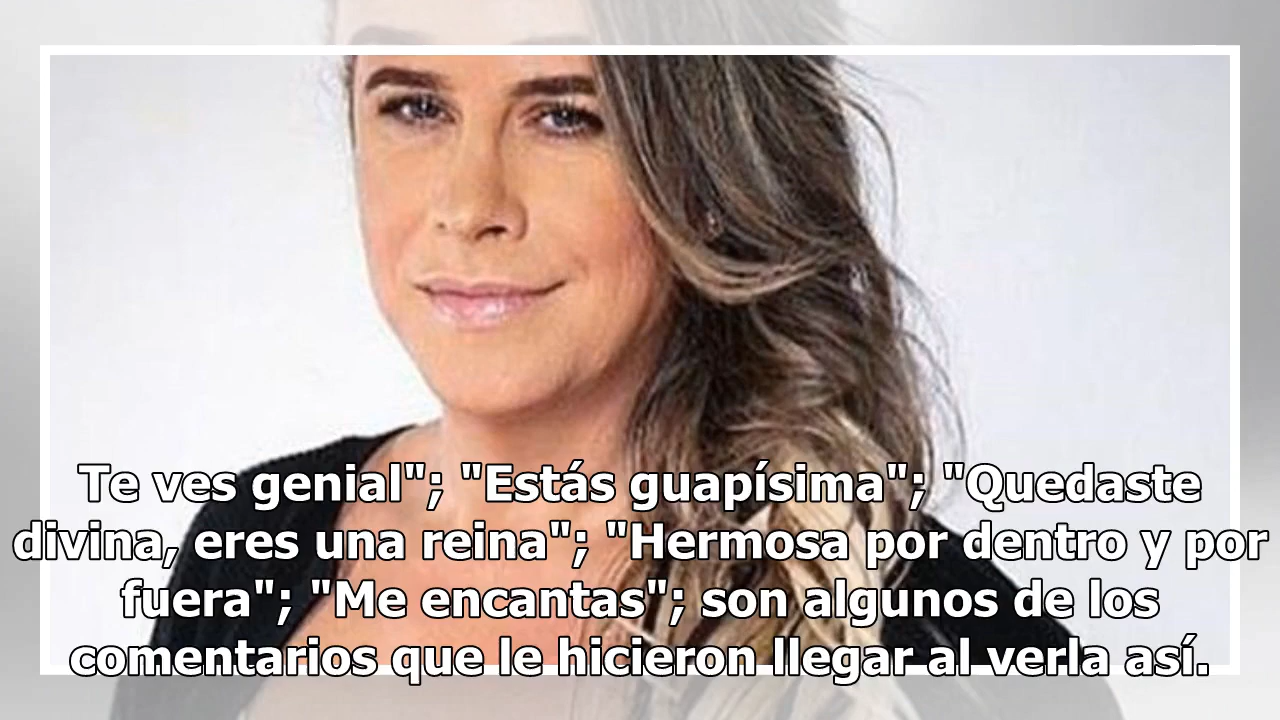 Te ves genial"; "Estás guapísima"; "Quedaste
divina, eres una reina"; "Hermosa por dentro y por
fuera"; "Me encantas"; son algunos de los
comentarios que le hicieron llegar al verla así.